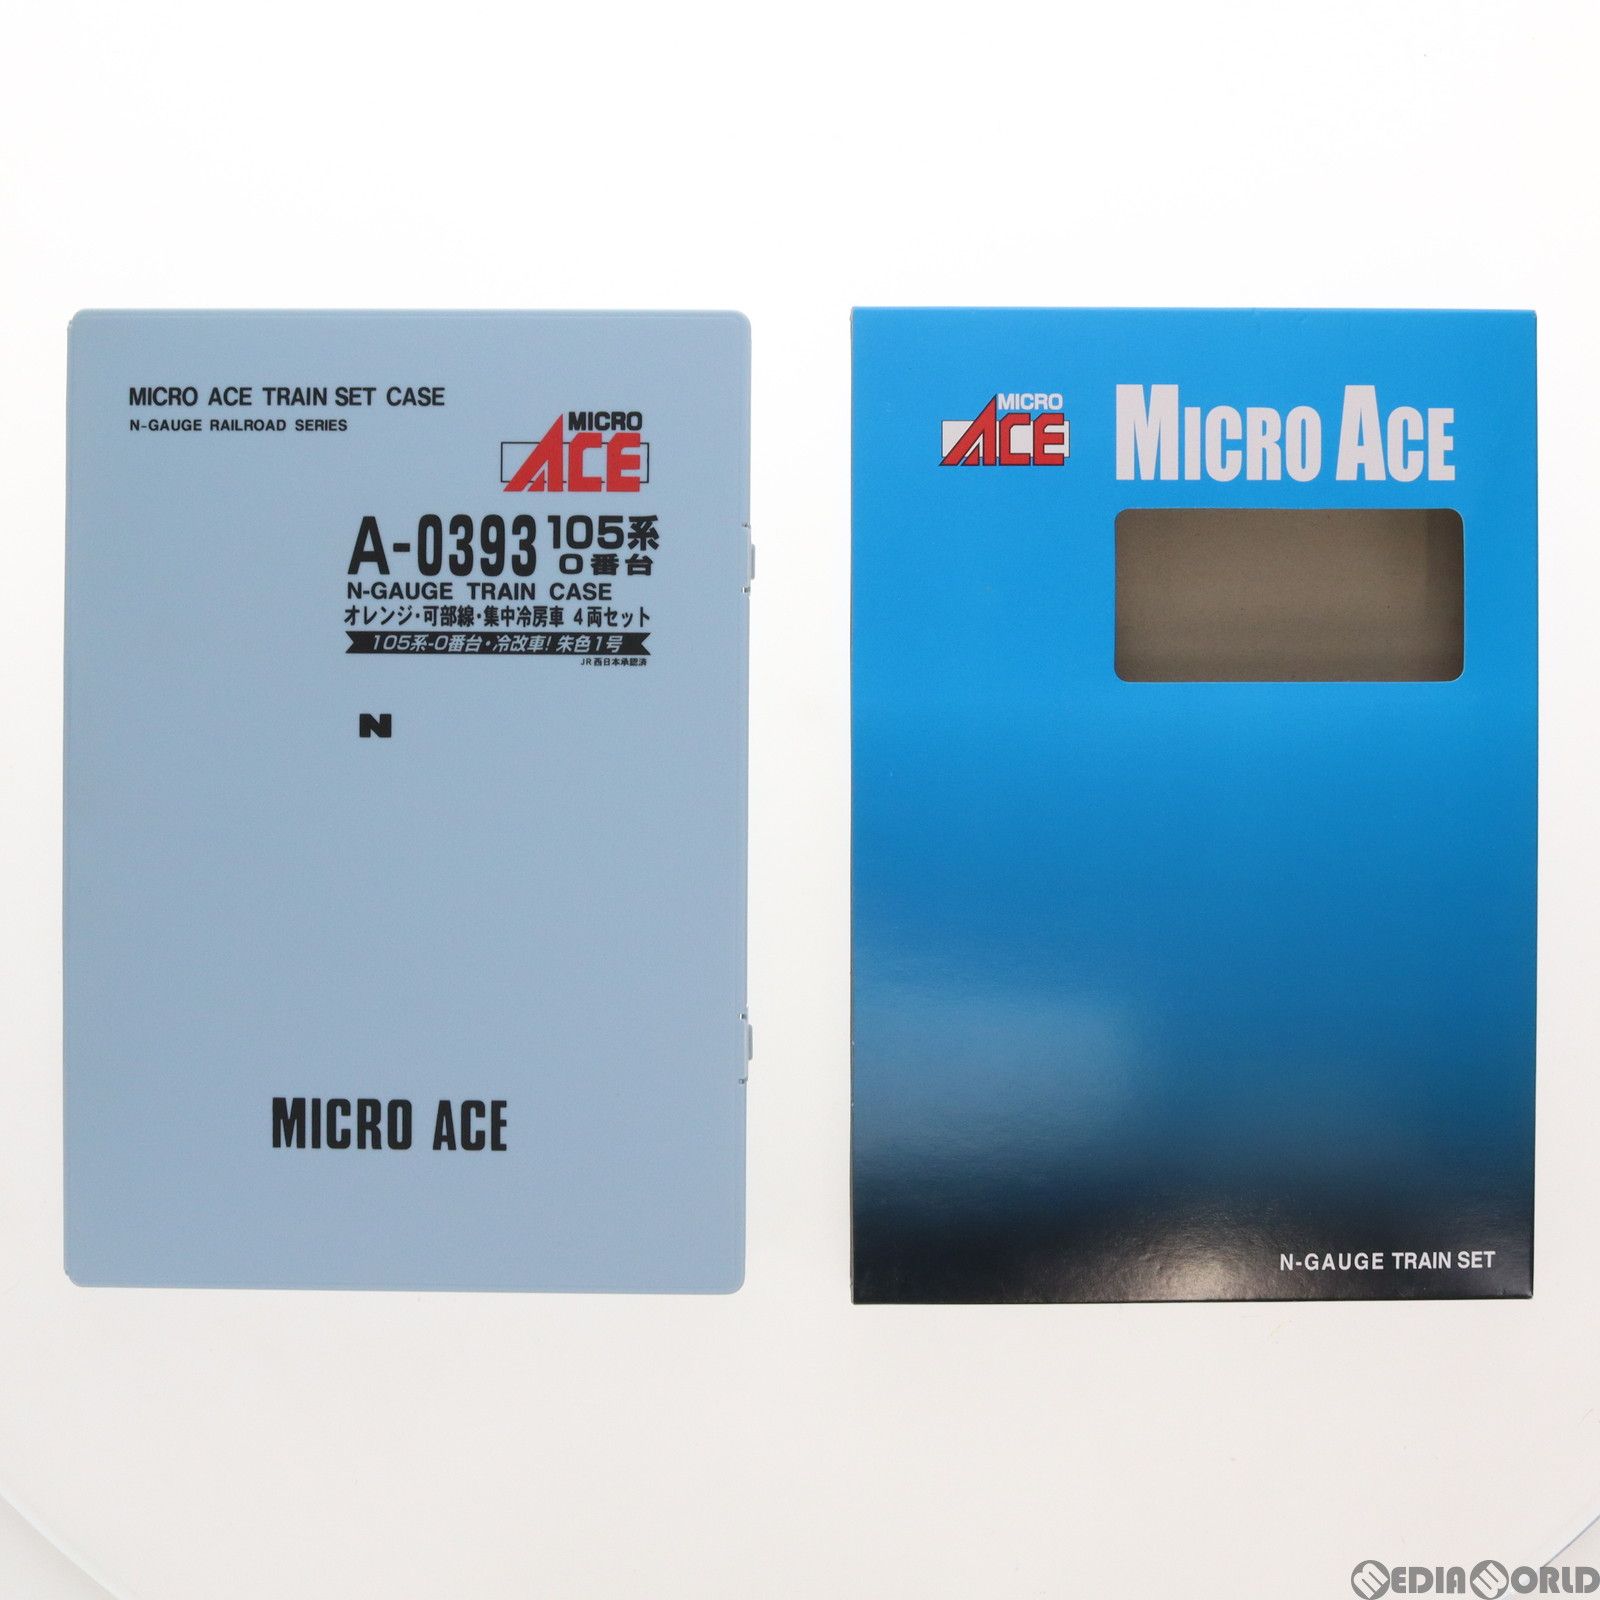 MICRO ACE TRAIN SET CASE
N-GAUGE RAILROAD SERIES
MICRO
ACE
A-0393 105系
0番台
N-GAUGE TRAIN CASE
オレンジ・可部線・集中冷房車 4両セット
105系-0番台・冷改車! 朱色1号
JR西日本承認済
N
MICRO ACE
MICRO
ACE
MICRO ACE
N-GAUGE TRAIN SET
MEDIAWORLD